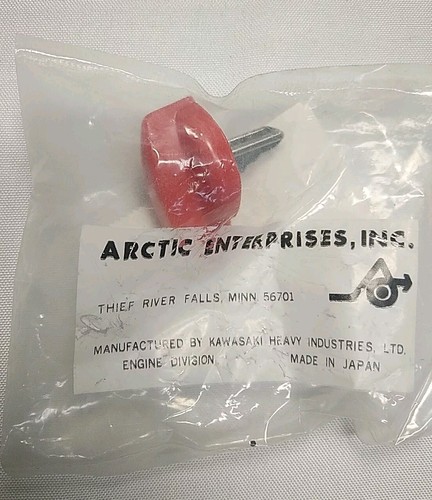 ARCTIC ENTERPRISES, INC.
THIEF RIVER FALLS, MINN 56701
MANUFACTURED BY KAWASAKI HEAVY INDUSTRIES, LTD.
ENGINE DIVISION MADE IN JAPAN